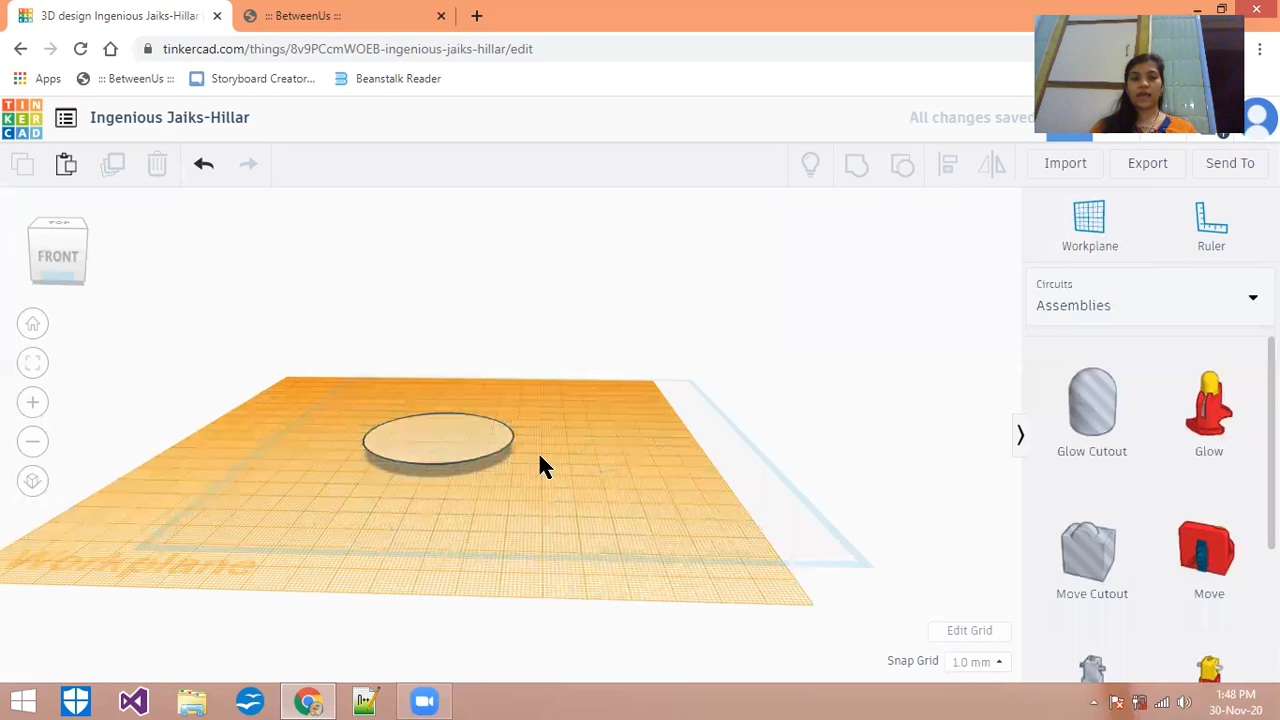 3D design Ingenious Jaiks-Hillar
::: BetweenUs :::
tinkercad.com/things/8v9PCcmWOEB-ingenious-jaiks-hillar/edit
Apps
::: BetweenUs :::
Storyboard Creator...
Beanstalk Reader
TIN
KER
CAD
Ingenious Jaiks-Hillar
All changes saved
Import
Export
Send To
TOP
FRONT
Workplane
Ruler
Circuits
Assemblies
Glow Cutout
Glow
Move Cutout
Move
Workplane
Edit Grid
Snap Grid
1.0 mm
1:48 PM
30-Nov-20